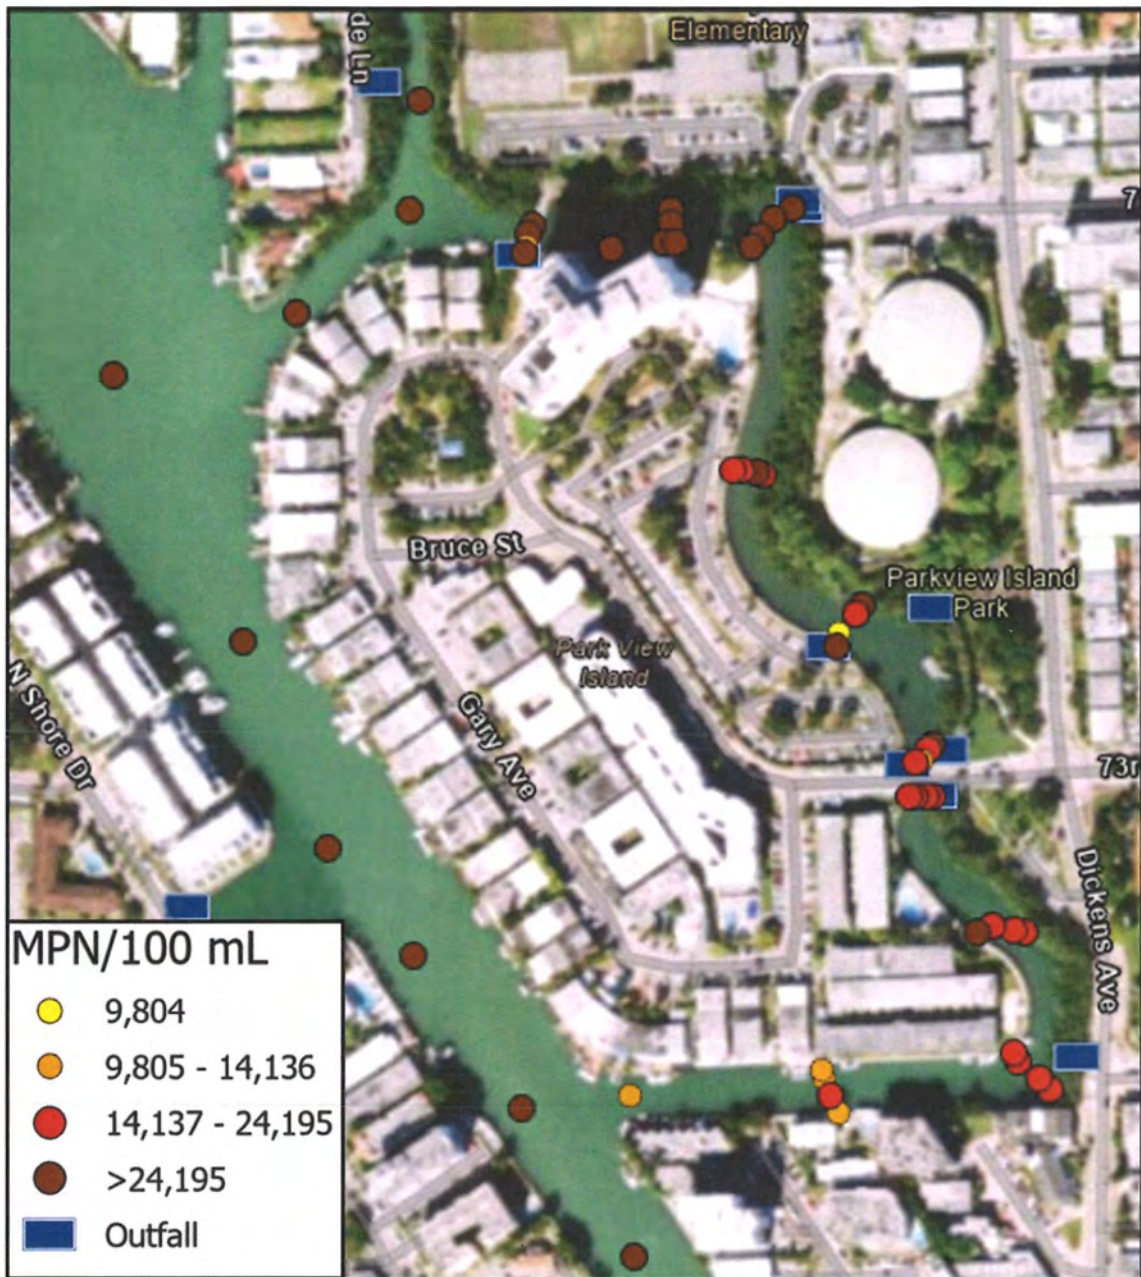 de Ln
Elementary
7
Bruce St
Parkview Island
Park
Park View
Island
Gary Ave
N Shore Dr
73r
Dickens Ave
MPN/100 mL
9,804
9,805 - 14,136
14,137 - 24,195
>24,195
Outfall